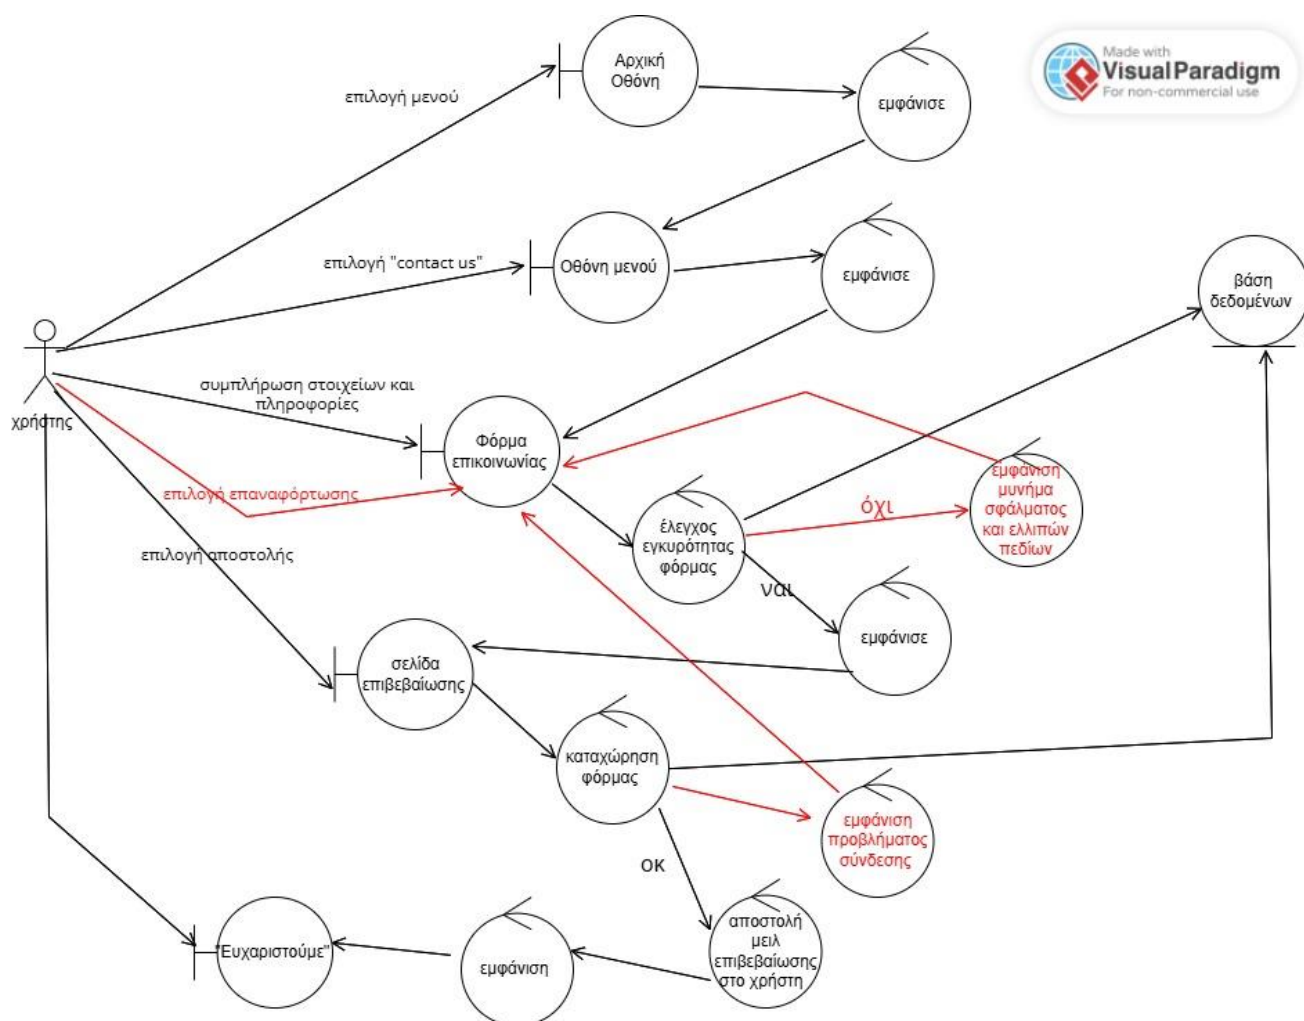 Made with
Visual Paradigm
For non-commercial use
Αρχική
Οθόνη
επιλογή μενού
εμφάνισε
επιλογή "contact us"
Οθόνη μενού
εμφάνισε
βάση
δεδομένων
χρήστης
συμπλήρωση στοιχείων και
πληροφορίες
Φόρμα
επικοινωνίας
επιλογή επαναφόρτωσης
έλεγχος
εγκυρότητας
φόρμας
όχι
εμφάνιση
μυνήμα
σφάλματος
και ελλιπών
πεδίων
επιλογή αποστολής
ναι
εμφάνισε
σελίδα
επιβεβαίωσης
καταχώρηση
φόρμας
εμφάνιση
προβλήματος
σύνδεσης
οκ
αποστολή
μειλ
επιβεβαίωσης
στο χρήστη
εμφάνιση
"Ευχαριστούμε"